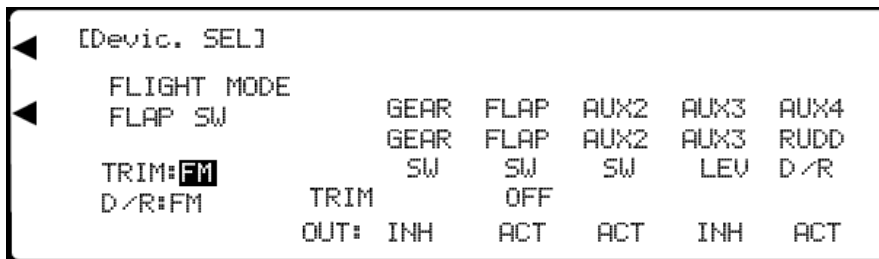 [Devic. SEL]
FLIGHT MODE
FLAP SW GEAR FLAP AUX2 AUX3 AUX4
GEAR FLAP AUX2 AUX3 RUDD
TRIM:FM SW SW SW LEV D/R
D/R:FM TRIM OFF
OUT: INH ACT ACT INH ACT